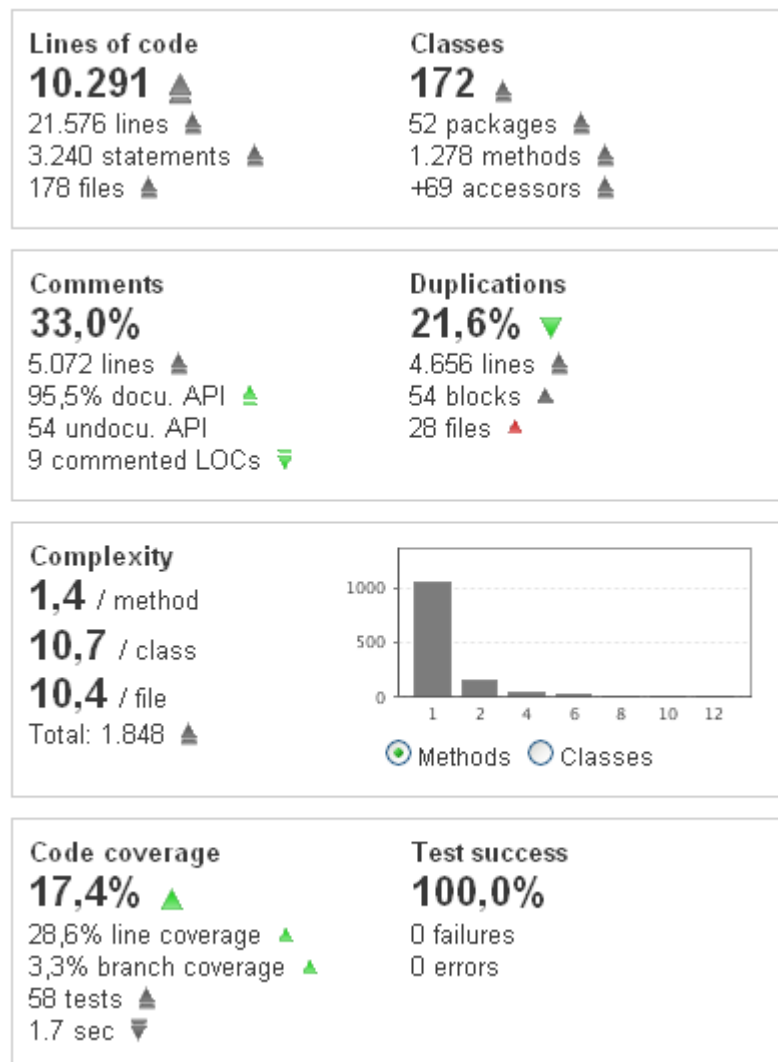 Lines of code
10.291
21.576 lines
3.240 statements
178 files
Classes
172
52 packages
1.278 methods
+69 accessors
Comments
33,0%
5.072 lines
95,5% docu. API
54 undocu. API
9 commented LOCs
Duplications
21,6%
4.656 lines
54 blocks
28 files
Complexity
1,4 / method
10,7 / class
10,4 / file
Total: 1.848
1000
500
0
1 2 4 6 8 10 12
Methods Classes
Code coverage
17,4%
28,6% line coverage
3,3% branch coverage
58 tests
1.7 sec
Test success
100,0%
0 failures
0 errors